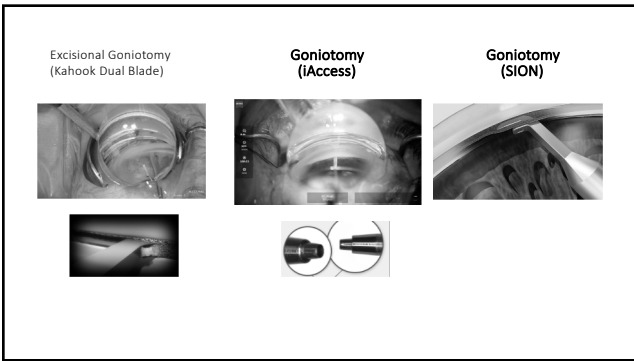 Excisional Goniotomy
(Kahook Dual Blade)
Goniotomy
(iAccess)
Goniotomy
(SION)